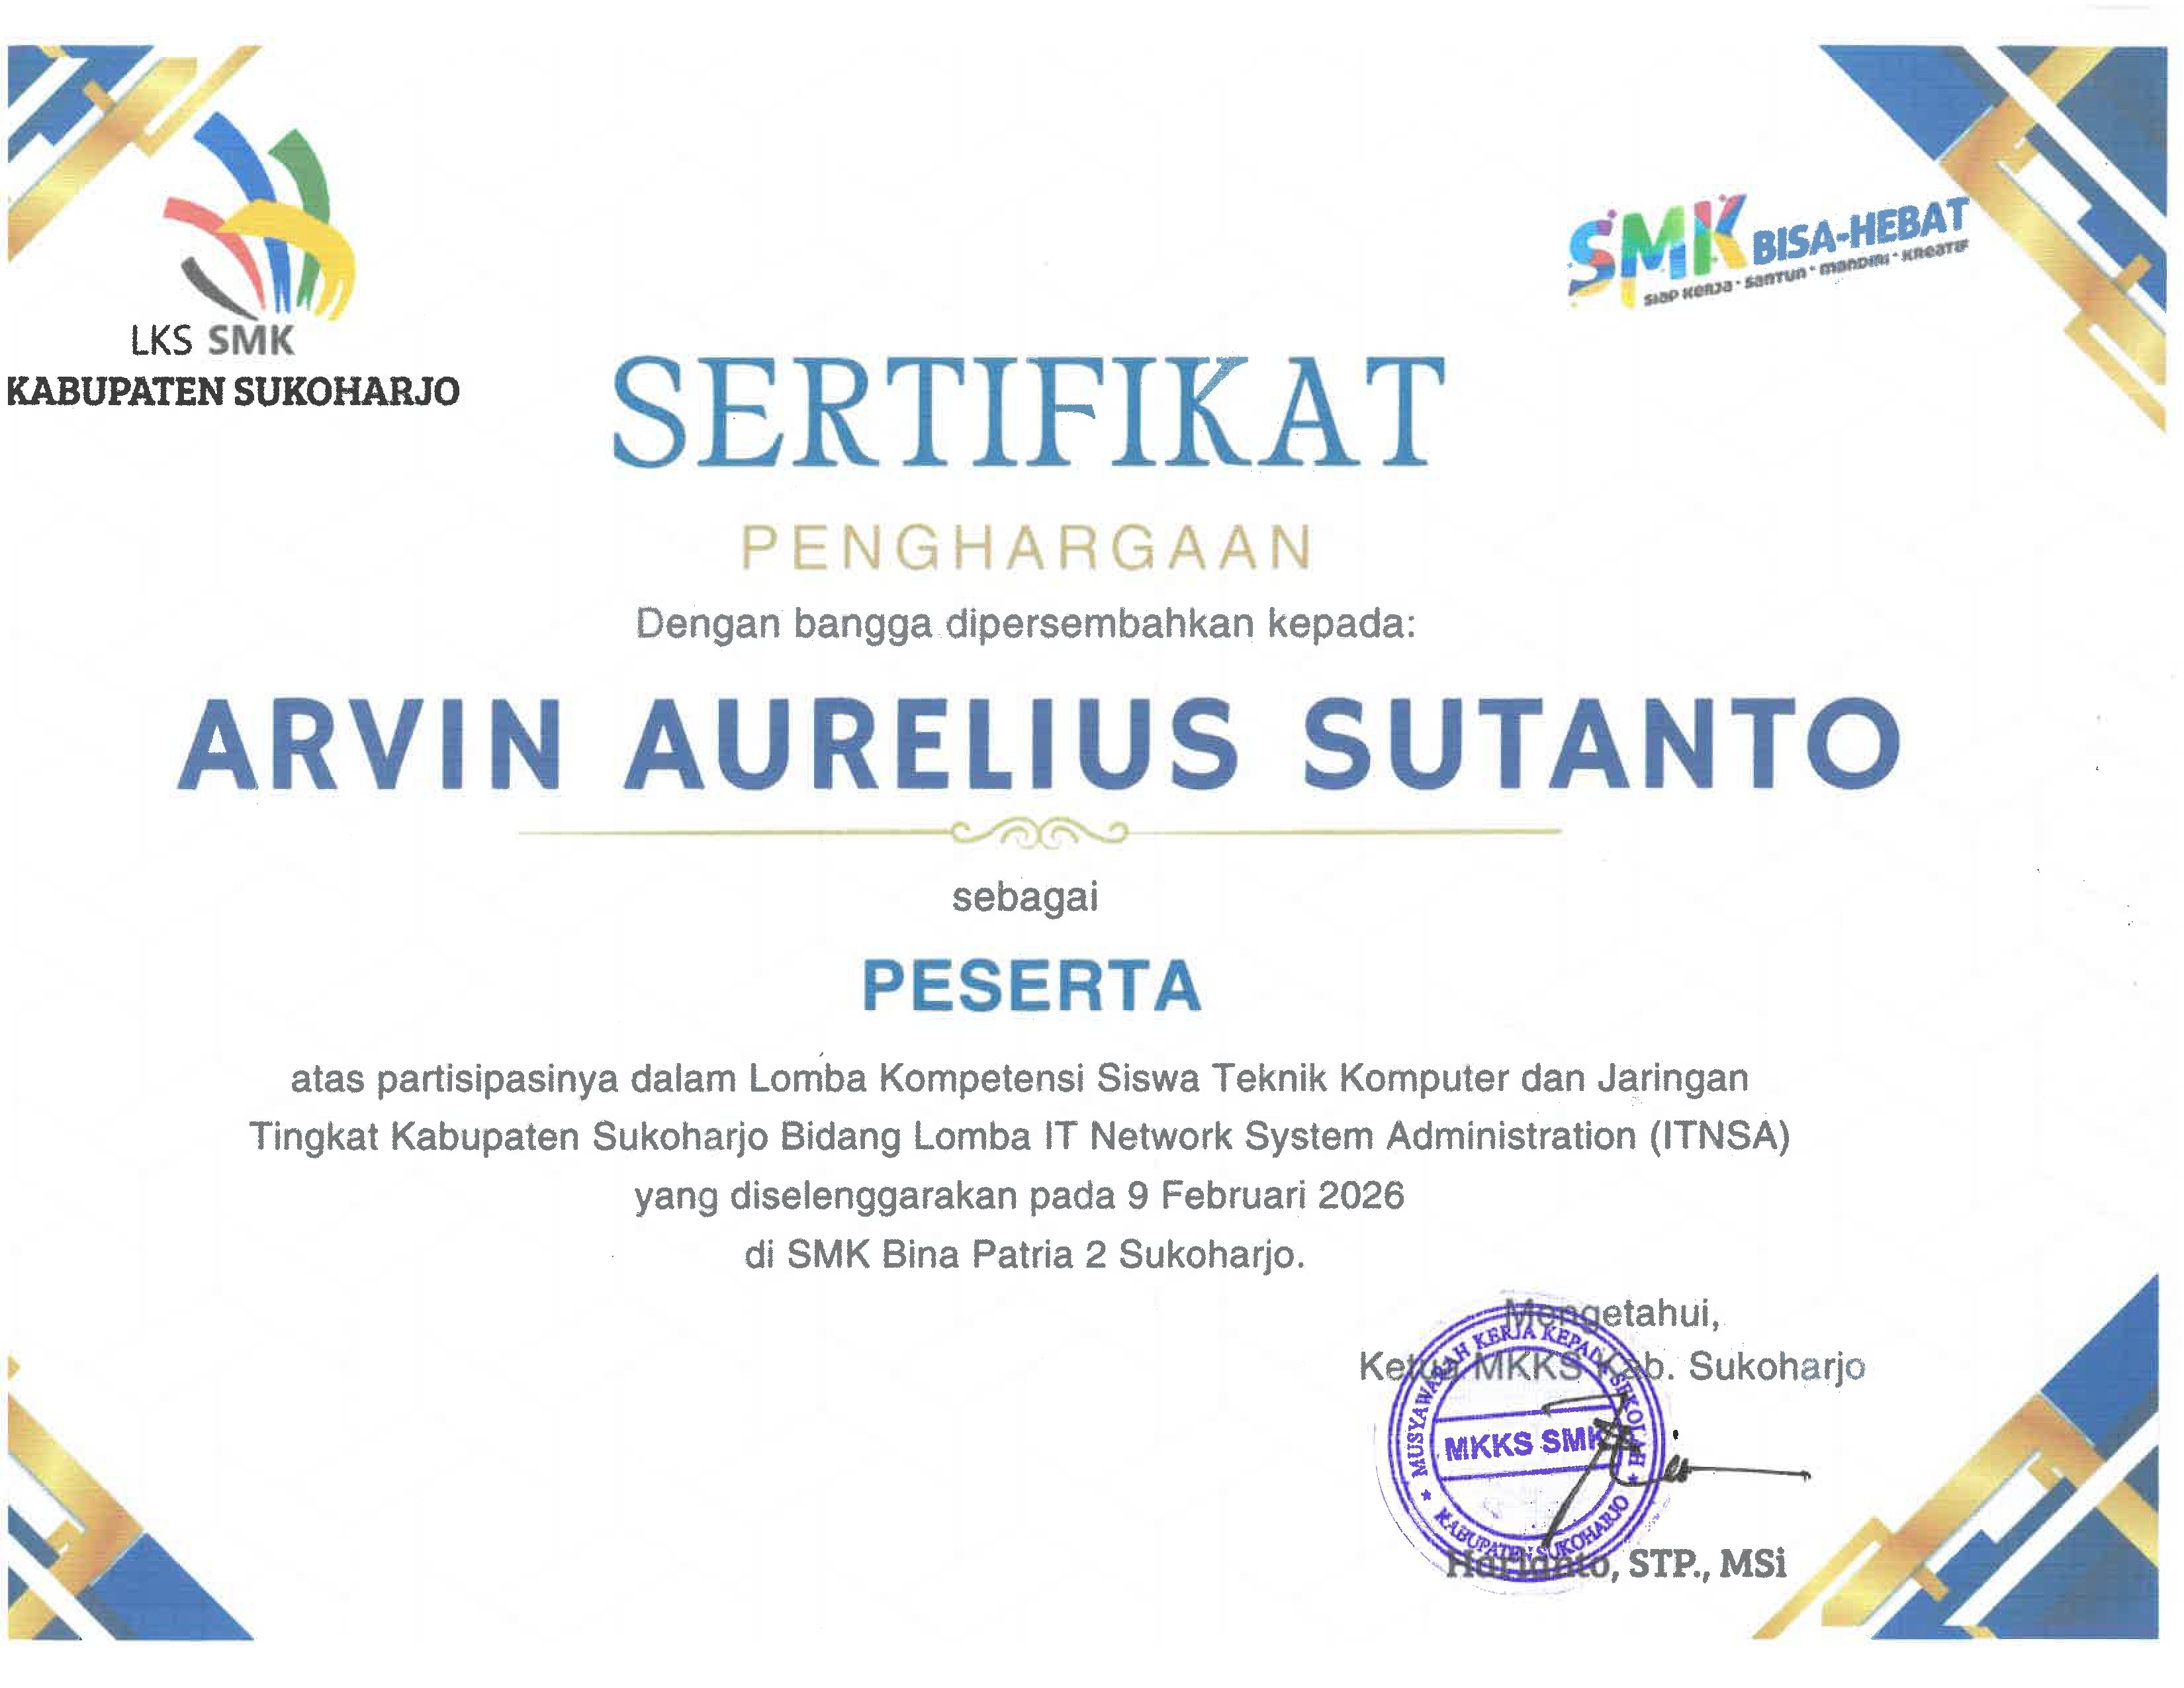 LKS SMK
KABUPATEN SUKOHARJO
SMK BISA-HEBAT
SIAP KERJA • SANTUN • MANDIRI • KREATIF
SERTIFIKAT
PENGHARGAAN
Dengan bangga dipersembahkan kepada:
ARVIN AURELIUS SUTANTO
sebagai
PESERTA
atas partisipasinya dalam Lomba Kompetensi Siswa Teknik Komputer dan Jaringan
Tingkat Kabupaten Sukoharjo Bidang Lomba IT Network System Administration (ITNSA)
yang diselenggarakan pada 9 Februari 2026
di SMK Bina Patria 2 Sukoharjo.
Mengetahui,
Ketua MKKS Kab. Sukoharjo
MUSYAWARAH KERJA KEPALA SEKOLAH
MKKS SMK
KABUPATEN SUKOHARJO
Harianto, STP., MSi